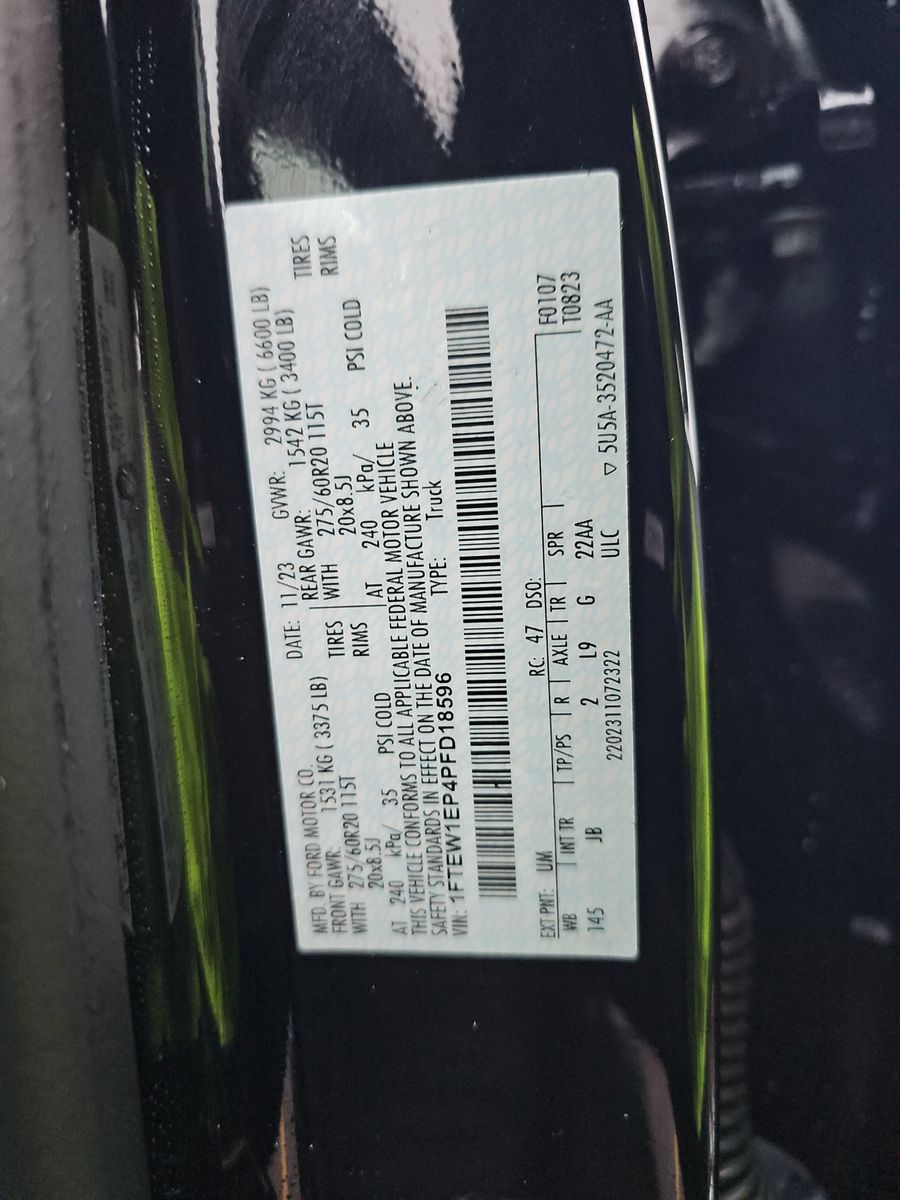 MFD. BY FORD MOTOR CO. DATE: 11/23 GVWR: 2994 KG ( 6600 LB)
FRONT GAWR: 1531 KG ( 3375 LB) REAR GAWR: 1542 KG ( 3400 LB)
WITH 275/60R20 115T TIRES WITH 275/60R20 115T TIRES
20x8.5J RIMS 20x8.5J RIMS
AT 240 kPa/ 35 PSI COLD AT 240 kPa/ 35 PSI COLD
THIS VEHICLE CONFORMS TO ALL APPLICABLE FEDERAL MOTOR VEHICLE
SAFETY STANDARDS IN EFFECT ON THE DATE OF MANUFACTURE SHOWN ABOVE.
VIN: 1FTEW1EP4PFD18596 TYPE: Truck
EXT PNT: UM RC: 47 DSO: F0107
WB INT TR TP/PS R AXLE TR SPR T0823
145 JB 2 L9 G 22AA
2202311072322 ULC ▽ 5U5A-3520472-AA